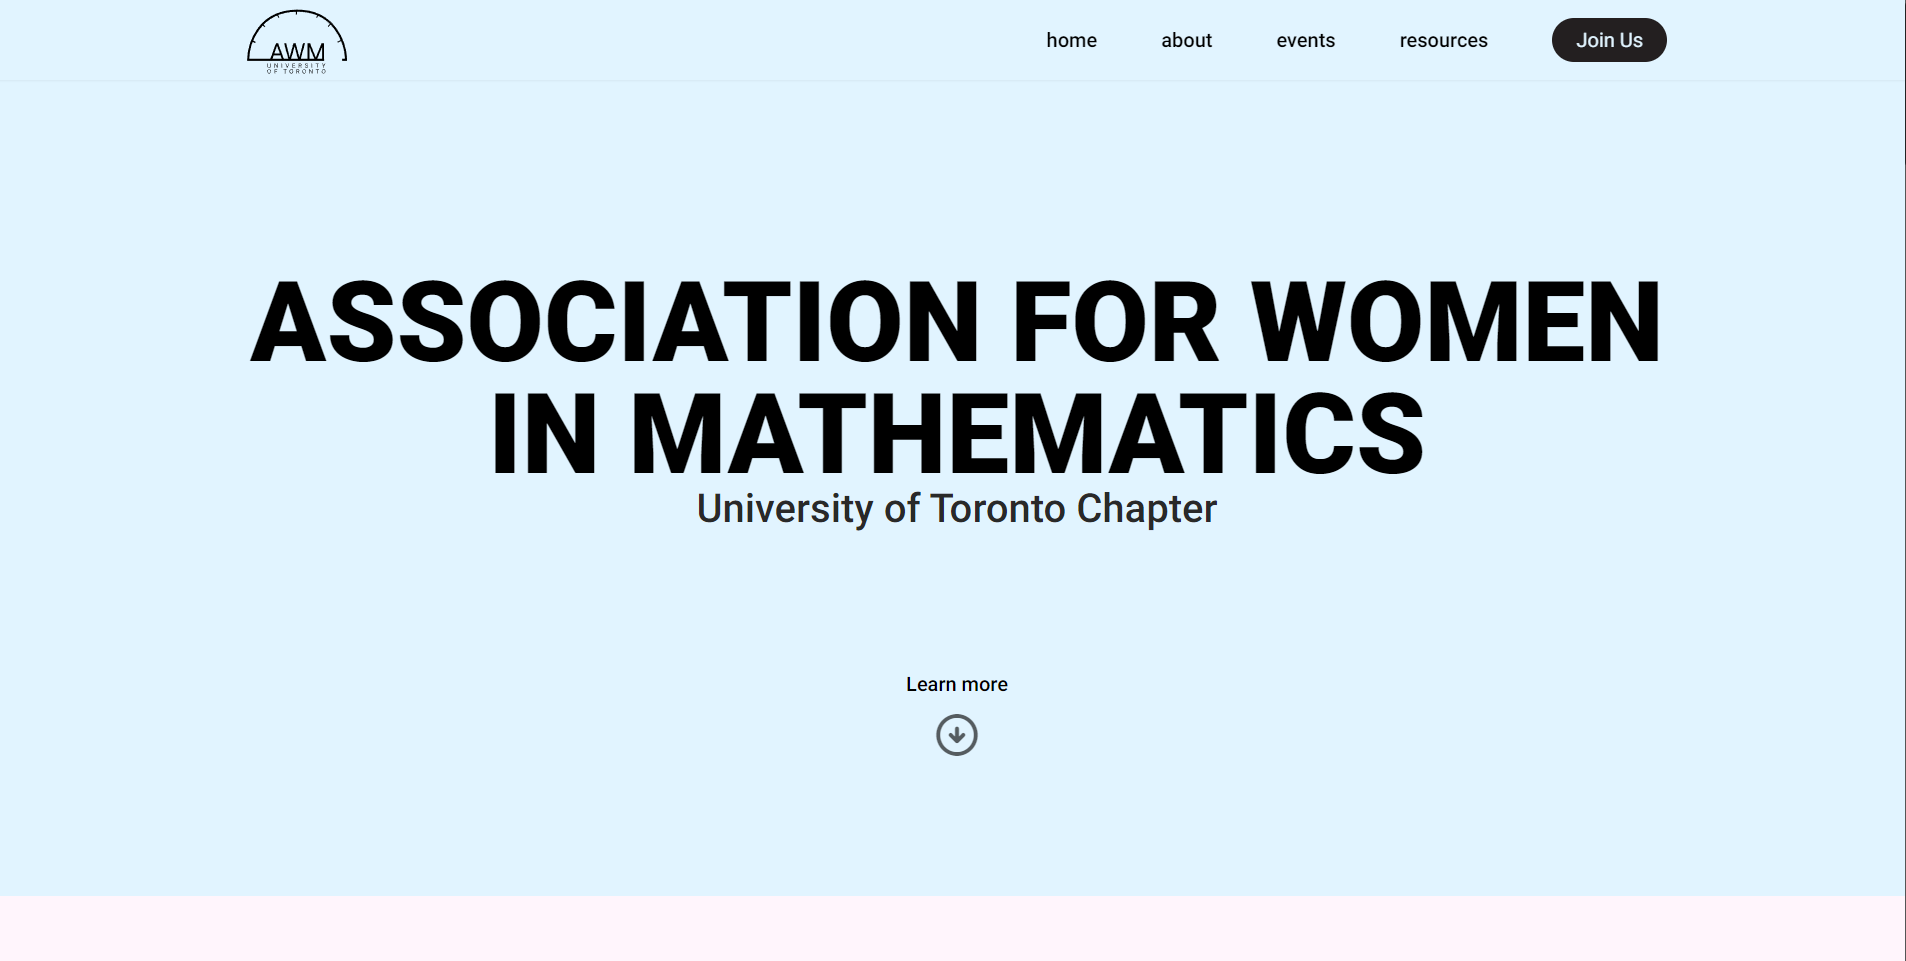 AWM
UNIVERSITY
OF TORONTO
home about events resources Join Us
ASSOCIATION FOR WOMEN
IN MATHEMATICS
University of Toronto Chapter
Learn more